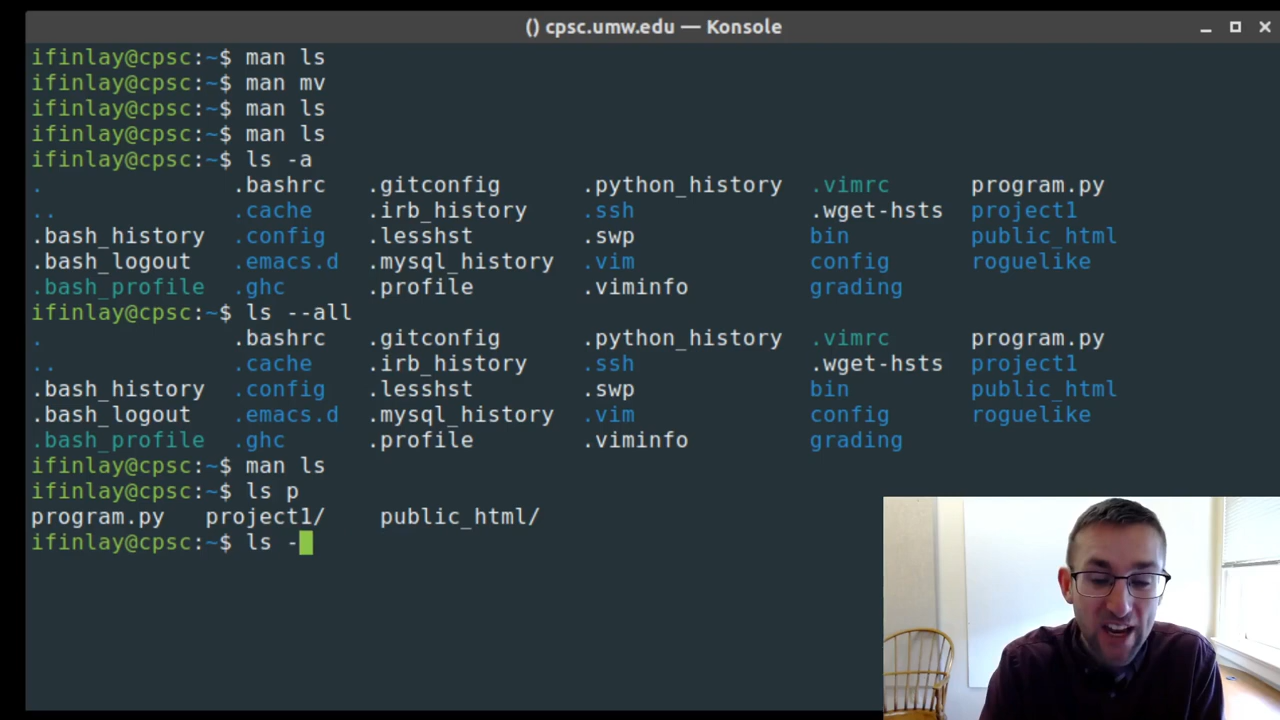 () cpsc.umw.edu — Konsole
ifinlay@cpsc:~$ man ls
ifinlay@cpsc:~$ man mv
ifinlay@cpsc:~$ man ls
ifinlay@cpsc:~$ man ls
ifinlay@cpsc:~$ ls -a
. .bashrc .gitconfig .python_history .vimrc program.py
.. .cache .irb_history .ssh .wget-hsts project1
.bash_history .config .lesshst .swp bin public_html
.bash_logout .emacs.d .mysql_history .vim config roguelike
.bash_profile .ghc .profile .viminfo grading
ifinlay@cpsc:~$ ls --all
. .bashrc .gitconfig .python_history .vimrc program.py
.. .cache .irb_history .ssh .wget-hsts project1
.bash_history .config .lesshst .swp bin public_html
.bash_logout .emacs.d .mysql_history .vim config roguelike
.bash_profile .ghc .profile .viminfo grading
ifinlay@cpsc:~$ man ls
ifinlay@cpsc:~$ ls p
program.py project1/ public_html/
ifinlay@cpsc:~$ ls -